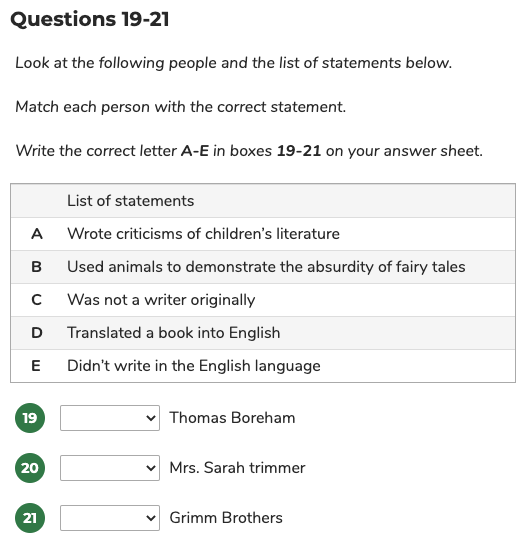 Questions 19-21
Look at the following people and the list of statements below.
Match each person with the correct statement.
Write the correct letter A-E in boxes 19-21 on your answer sheet.
List of statements
A Wrote criticisms of children's literature
B Used animals to demonstrate the absurdity of fairy tales
C Was not a writer originally
D Translated a book into English
E Didn't write in the English language
19 Thomas Boreham
20 Mrs. Sarah trimmer
21 Grimm Brothers